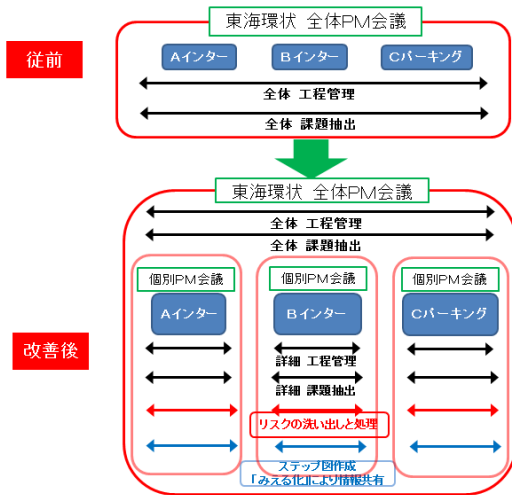 東海環状 全体PM会議
従前
Aインター
Bインター
Cパーキング
全体 工程管理
全体 課題抽出
東海環状 全体PM会議
全体 工程管理
全体 課題抽出
個別PM会議
個別PM会議
個別PM会議
Aインター
Bインター
Cパーキング
改善後
詳細 工程管理
詳細 課題抽出
リスクの洗い出しと処理
ステップ図作成
「みえる化」により情報共有